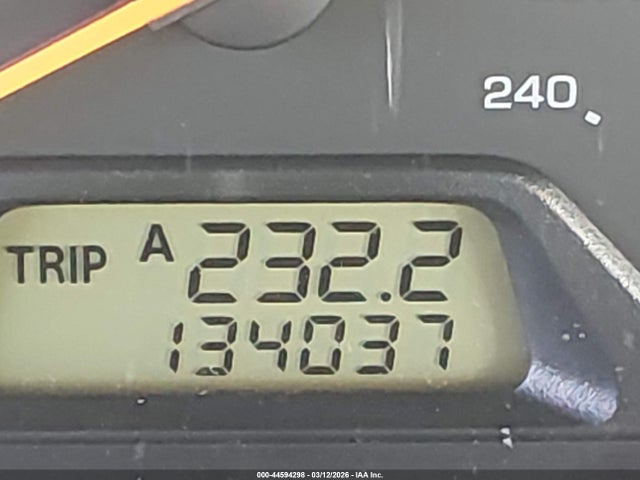 240
TRIP A 232.2
134037
000-44594298 - 03/12/2026 - IAA Inc.